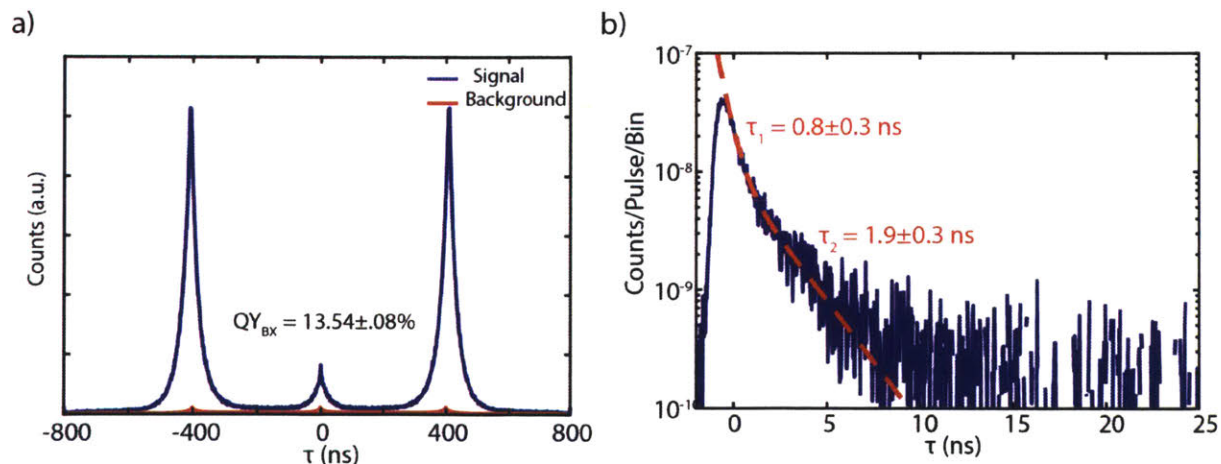 a)
Signal
Background
Counts (a.u.)
QY_BX = 13.54±.08%
-800 -400 0 400 800
τ (ns)
b)
10^-7
10^-8
10^-9
10^-10
Counts/Pulse/Bin
τ_1 = 0.8±0.3 ns
τ_2 = 1.9±0.3 ns
0 5 10 15 20 25
τ (ns)